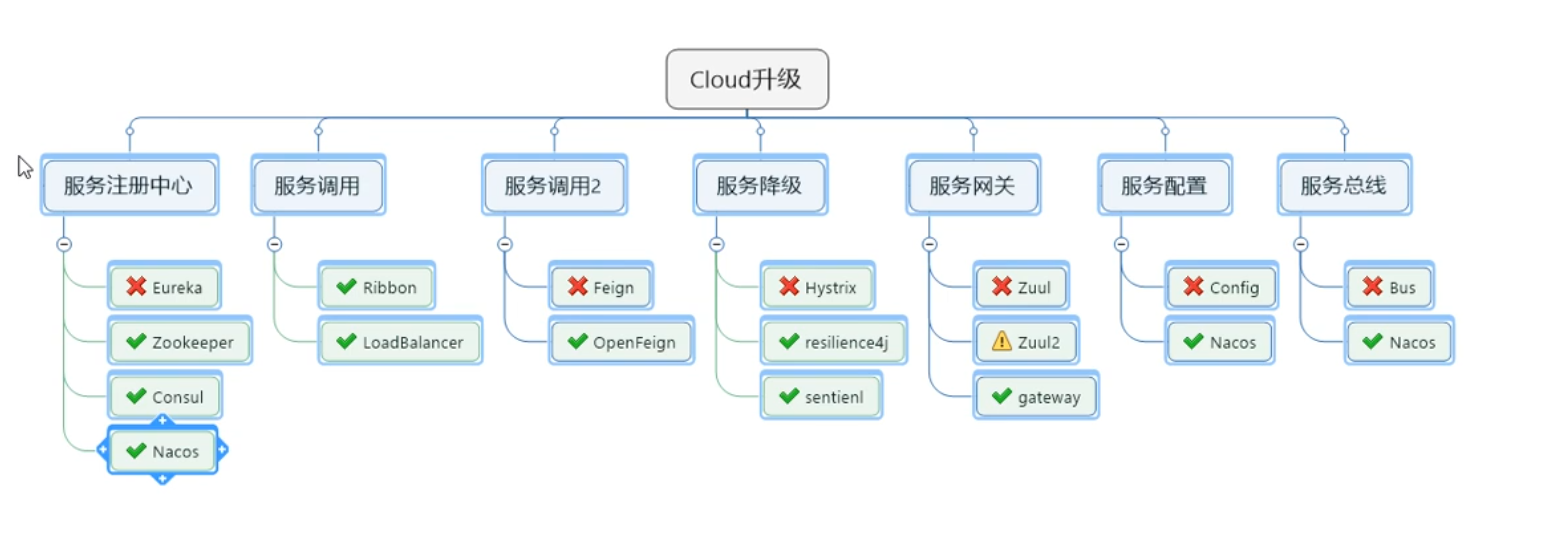 Cloud升级
服务注册中心
Eureka
Zookeeper
Consul
Nacos
服务调用
Ribbon
LoadBalancer
服务调用2
Feign
OpenFeign
服务降级
Hystrix
resilience4j
sentienl
服务网关
Zuul
Zuul2
gateway
服务配置
Config
Nacos
服务总线
Bus
Nacos